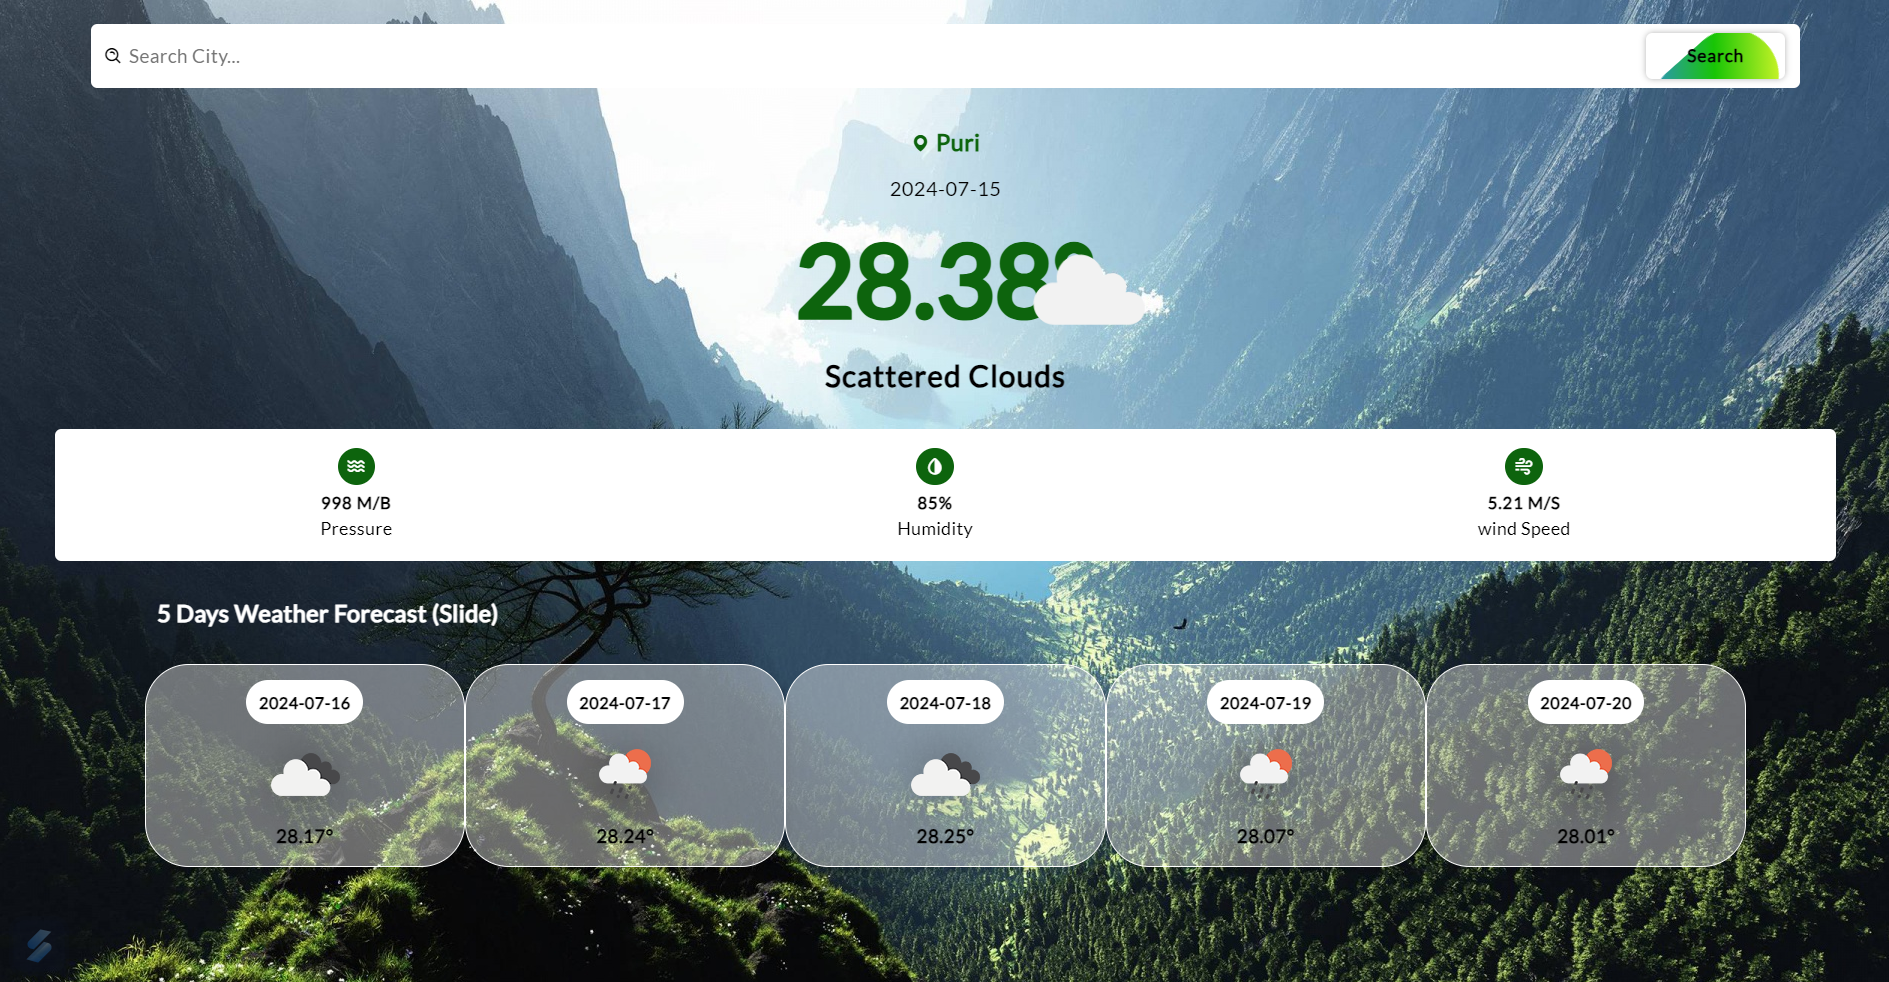 Search City...
Search
Puri
2024-07-15
28.38°
Scattered Clouds
998 M/B
Pressure
85%
Humidity
5.21 M/S
wind Speed
5 Days Weather Forecast (Slide)
2024-07-16
28.17°
2024-07-17
28.24°
2024-07-18
28.25°
2024-07-19
28.07°
2024-07-20
28.01°